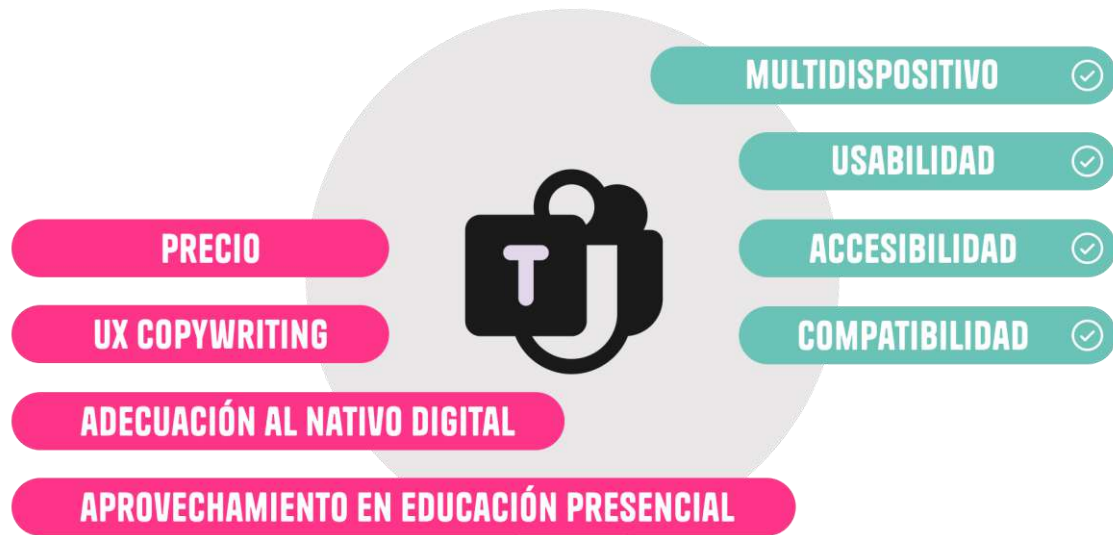 MULTIDISPOSITIVO
USABILIDAD
ACCESIBILIDAD
COMPATIBILIDAD
T
PRECIO
UX COPYWRITING
ADECUACIÓN AL NATIVO DIGITAL
APROVECHAMIENTO EN EDUCACIÓN PRESENCIAL